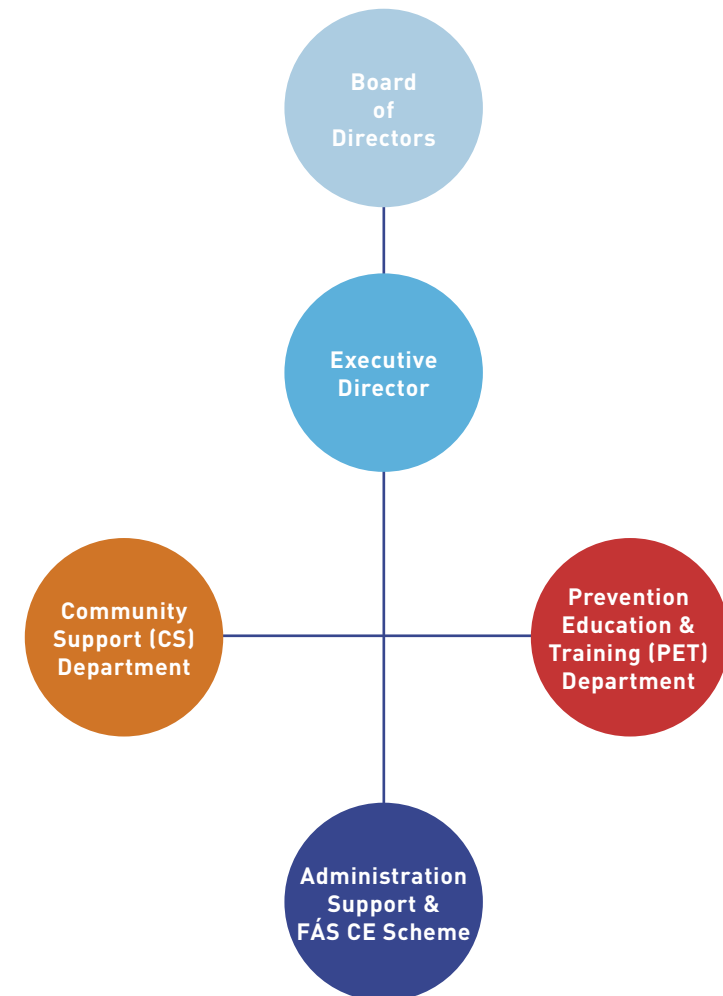 Board
of
Directors
Executive
Director
Community
Support (CS)
Department
Prevention
Education &
Training (PET)
Department
Administration
Support &
FÁS CE Scheme